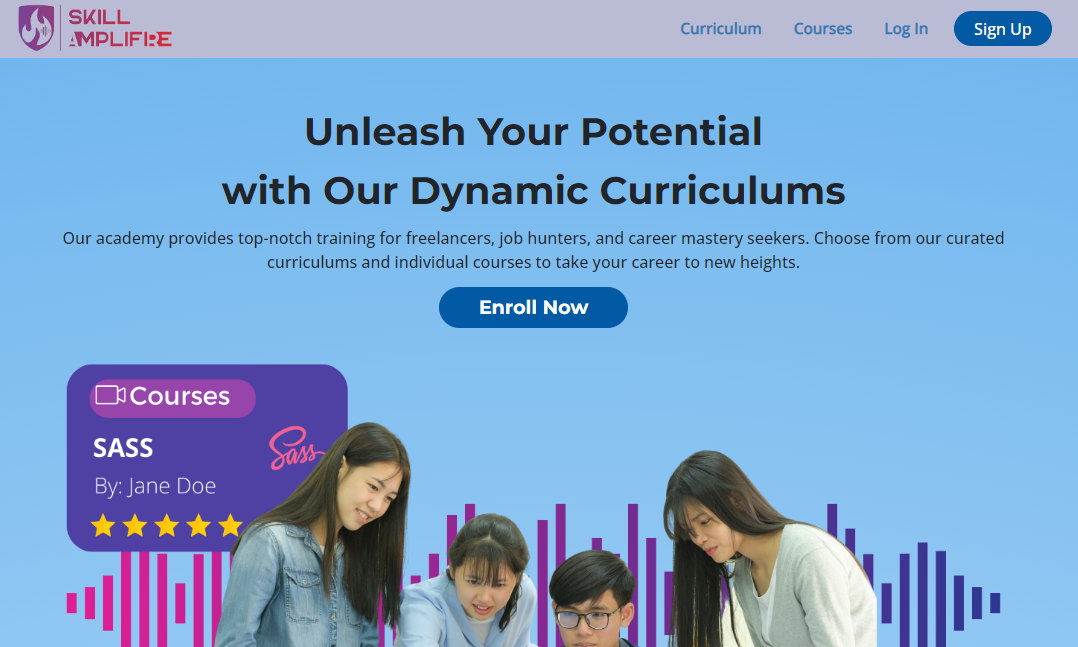 SKILL
AMPLIFIRE
Curriculum
Courses
Log In
Sign Up
Unleash Your Potential
with Our Dynamic Curriculums
Our academy provides top-notch training for freelancers, job hunters, and career mastery seekers. Choose from our curated
curriculums and individual courses to take your career to new heights.
Enroll Now
Courses
SASS
Sass
By: Jane Doe